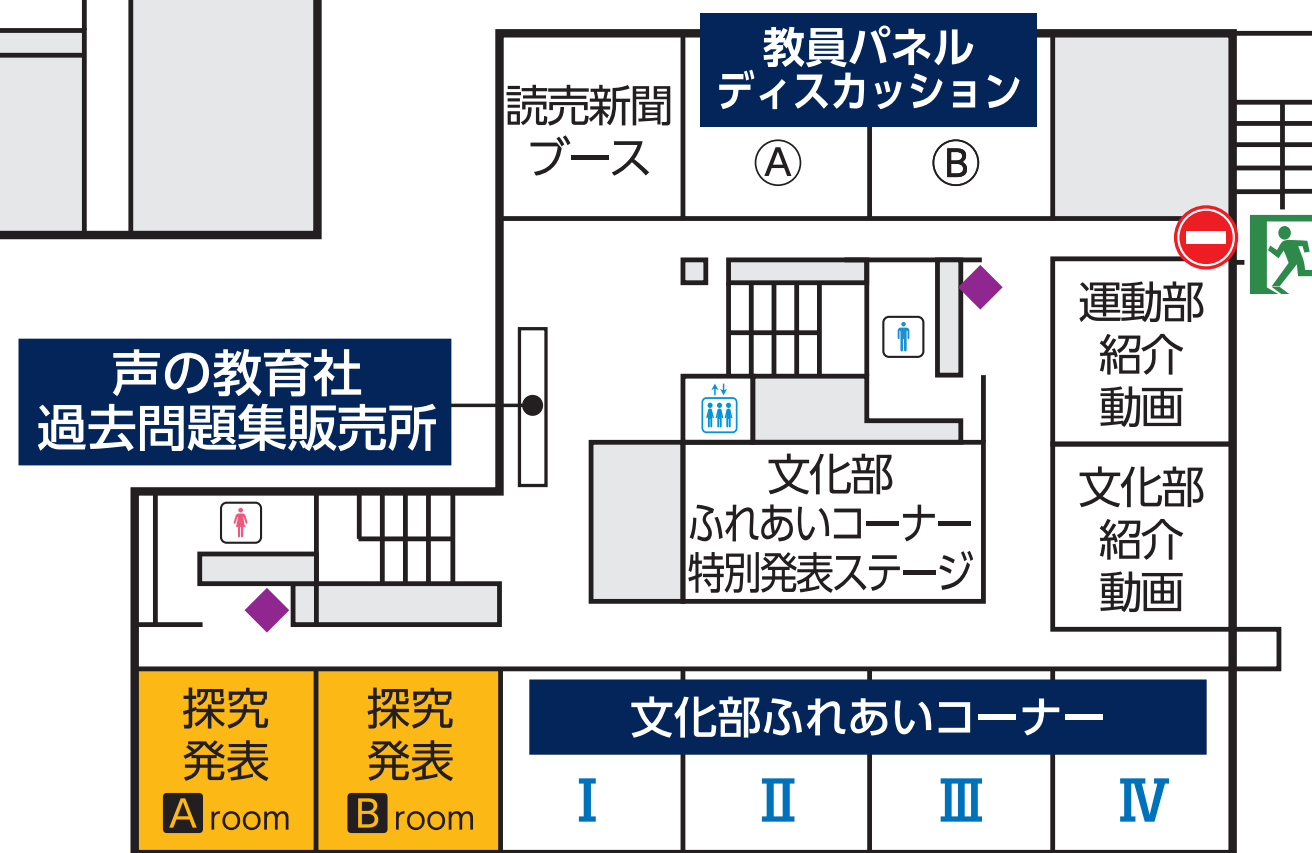 教員パネル
ディスカッション
読売新聞
ブース
Ⓐ
Ⓑ
運動部
紹介
動画
声の教育社
過去問題集販売所
文化部
ふれあいコーナー
特別発表ステージ
文化部
紹介
動画
探究
発表
A room
探究
発表
B room
文化部ふれあいコーナー
Ⅰ
Ⅱ
Ⅲ
Ⅳ